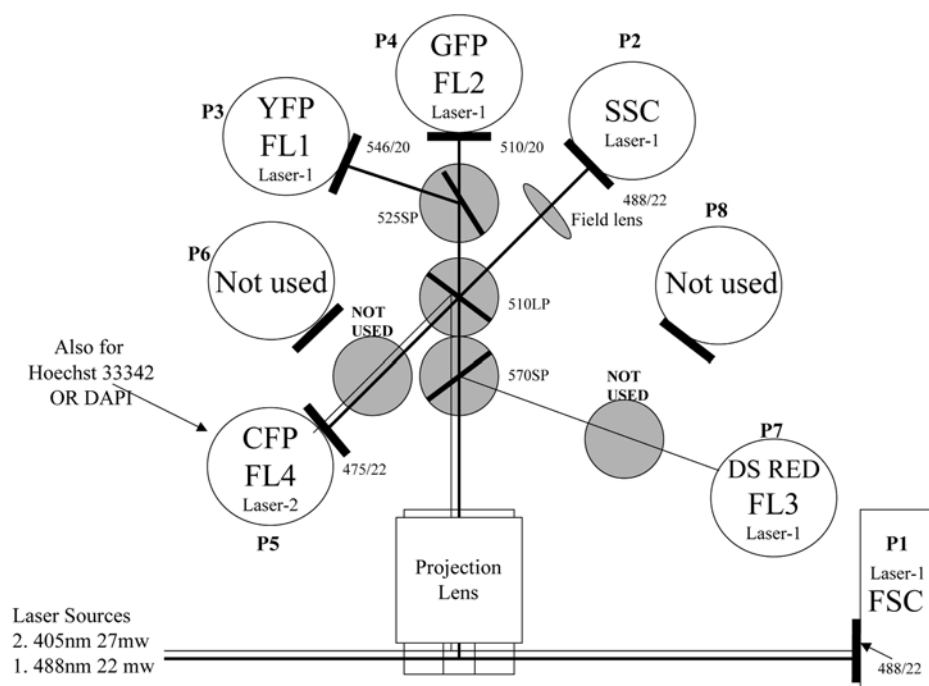 P4
GFP
FL2
Laser-1
510/20
P2
SSC
Laser-1
488/22
P3
YFP
FL1
Laser-1
546/20
525SP
Field lens
P8
Not used
P6
Not used
NOT
USED
510LP
570SP
Also for
Hoechst 33342
OR DAPI
NOT
USED
CFP
FL4
Laser-2
475/22
P5
P7
DS RED
FL3
Laser-1
Projection
Lens
P1
Laser-1
FSC
488/22
Laser Sources
2. 405nm 27mw
1. 488nm 22 mw